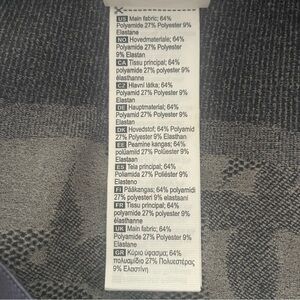 US Main fabric; 64%
Polyamide 27% Polyester 9%
Elastane
NO Hovedmateriale; 64%
Polyamid 27% Polyester
9% Elastan
CA Tissu principal; 64%
polyamide 27% polyester 9%
élasthanne
CZ Hlavní látka; 64%
Polyamid 27% Polyester 9%
Elastan
DE Hauptmaterial; 64%
Polyamid 27% Polyester 9%
Elastan
DK Hovedstof; 64% Polyamid
27% Polyester 9% Elasthan
EE Peamine kangas; 64%
polüamiid 27% Polüester 9%
Elastaan
ES Tela principal; 64%
Poliamida 27% Poliéster 9%
Elasteno
FI Pääkangas; 64% polyamidi
27% polyesteri 9% elastaani
FR Tissu principal; 64%
polyamide 27% polyester 9%
élasthanne
UK Main fabric; 64%
Polyamide 27% Polyester 9%
Elastane
GR Κύριο ύφασμα; 64%
πολυαμίδιο 27% Πολυεστέρας
9% Ελαστίνη